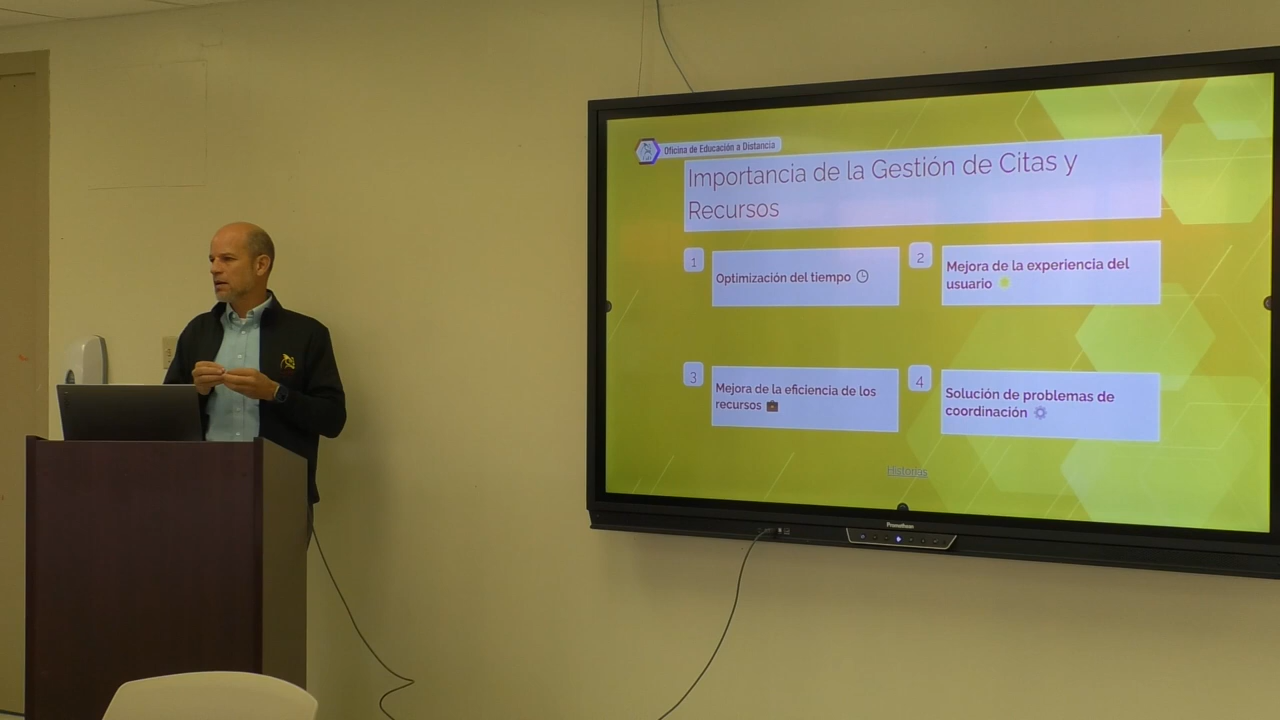 Oficina de Educación a Distancia
Importancia de la Gestión de Citas y
Recursos
1
Optimización del tiempo
2
Mejora de la experiencia del
usuario
3
Mejora de la eficiencia de los
recursos
4
Solución de problemas de
coordinación
Historias
Promethean